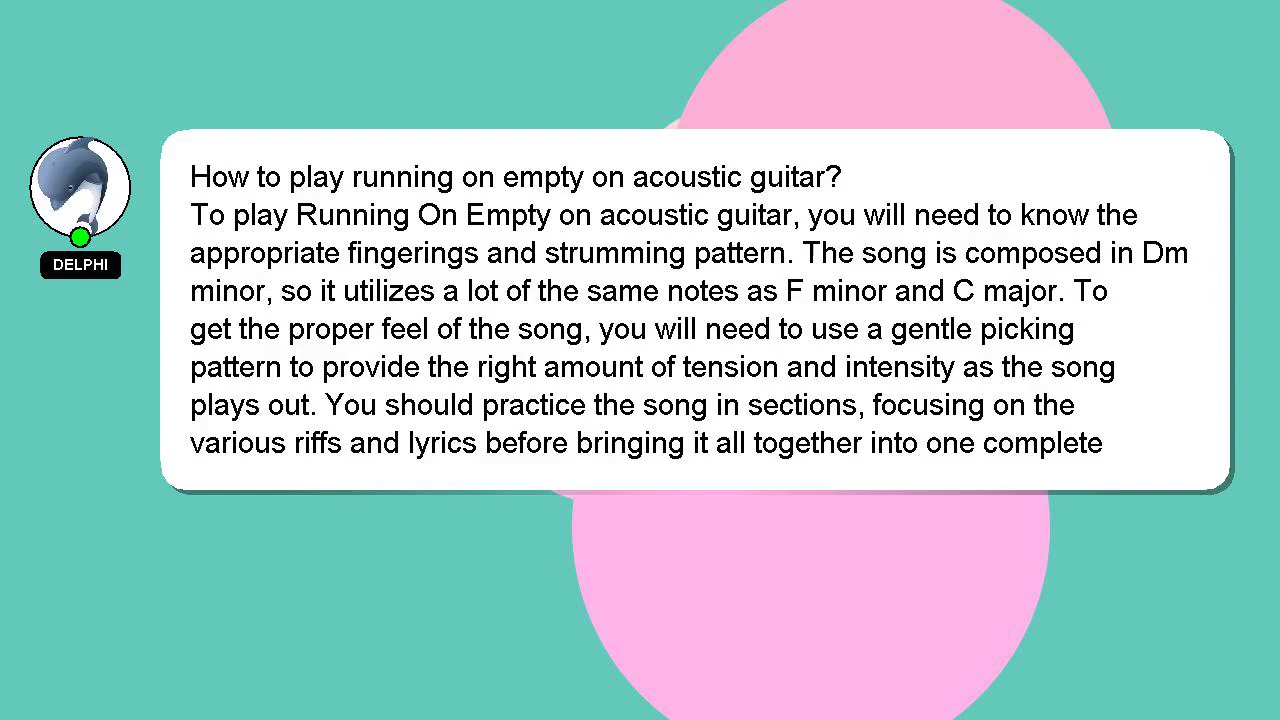 How to play running on empty on acoustic guitar?
To play Running On Empty on acoustic guitar, you will need to know the
appropriate fingerings and strumming pattern. The song is composed in Dm
minor, so it utilizes a lot of the same notes as F minor and C major. To
get the proper feel of the song, you will need to use a gentle picking
pattern to provide the right amount of tension and intensity as the song
plays out. You should practice the song in sections, focusing on the
various riffs and lyrics before bringing it all together into one complete
DELPHI